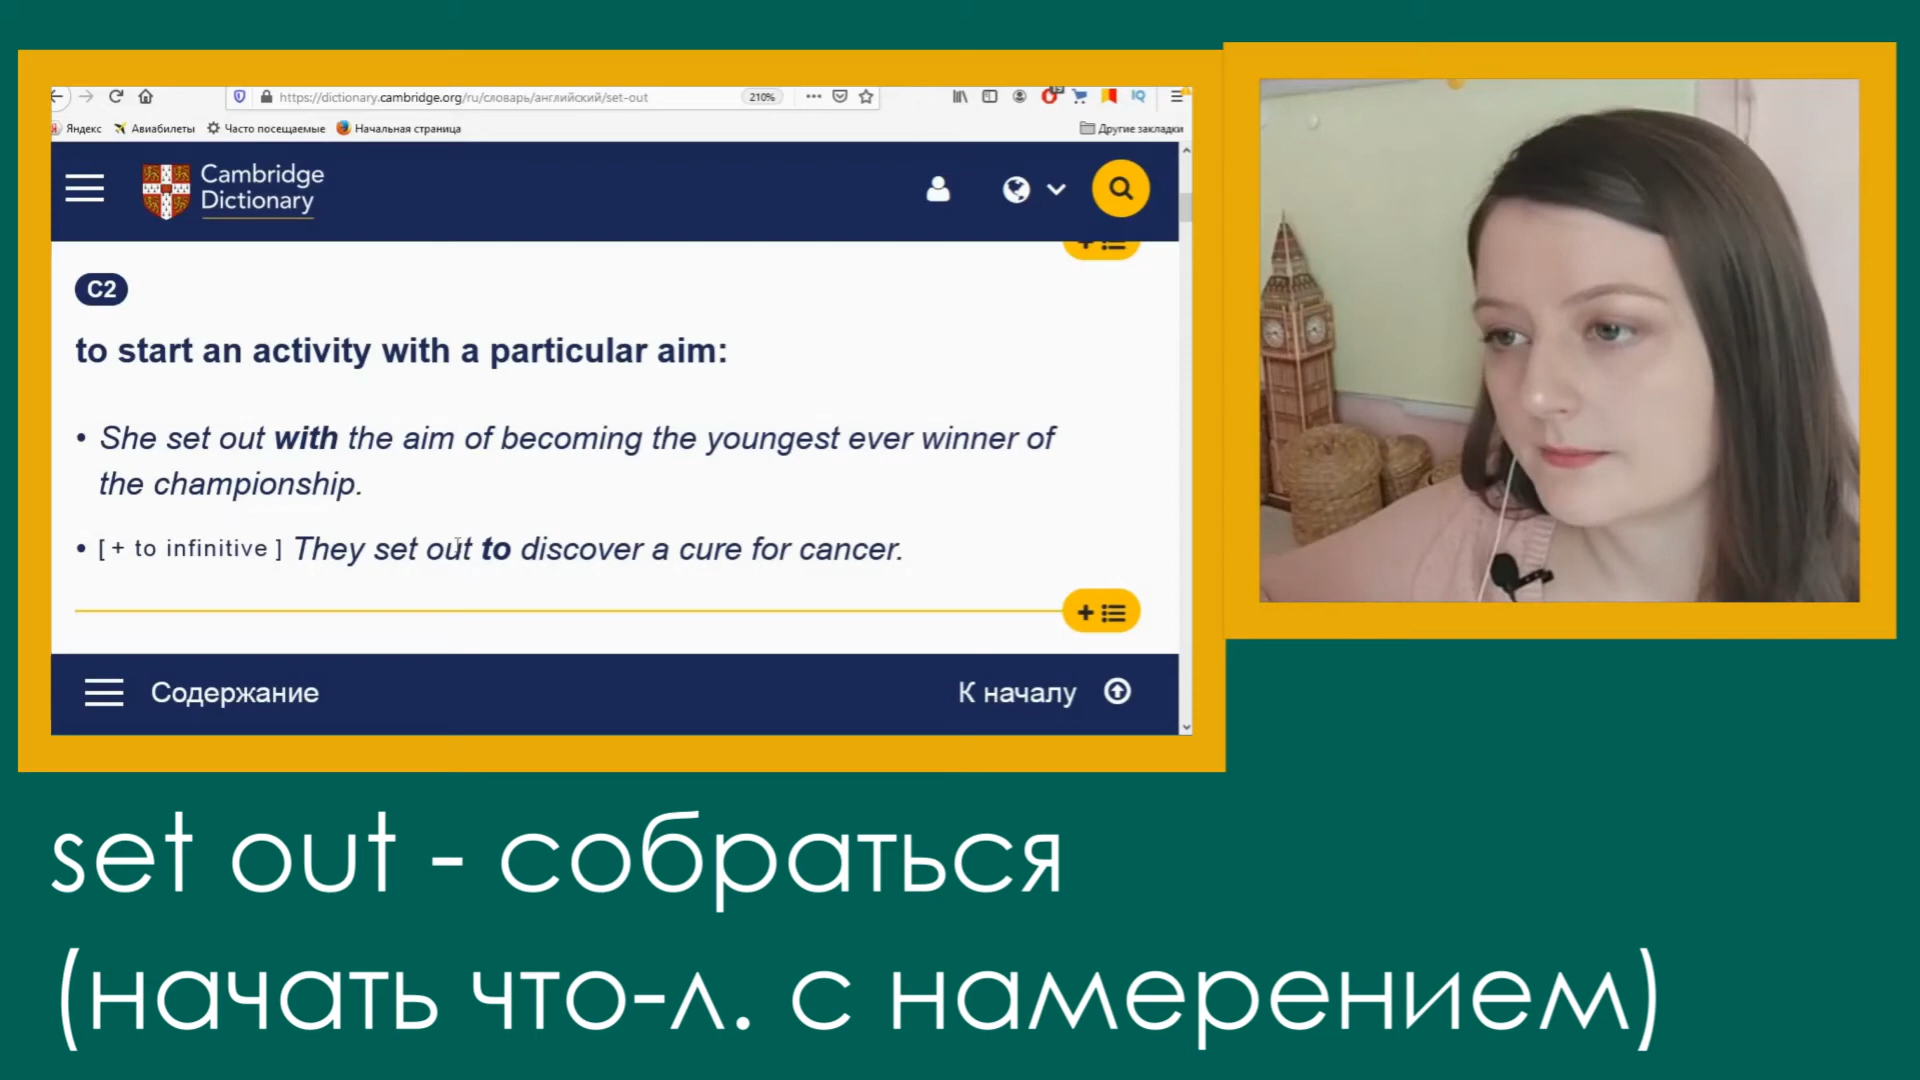 https://dictionary.cambridge.org/ru/словарь/английский/set-out
210%
IQ
Яндекс
Авиабилеты
Часто посещаемые
Начальная страница
Другие закладки
Cambridge
Dictionary
C2
to start an activity with a particular aim:
• She set out with the aim of becoming the youngest ever winner of
the championship.
• [ + to infinitive ] They set out to discover a cure for cancer.
Содержание
К началу
set out - собраться
(начать что-л. с намерением)